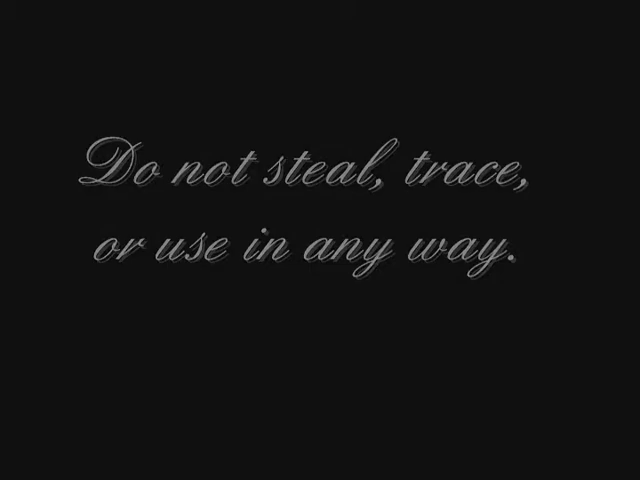 Do not steal, trace,
or use in any way.